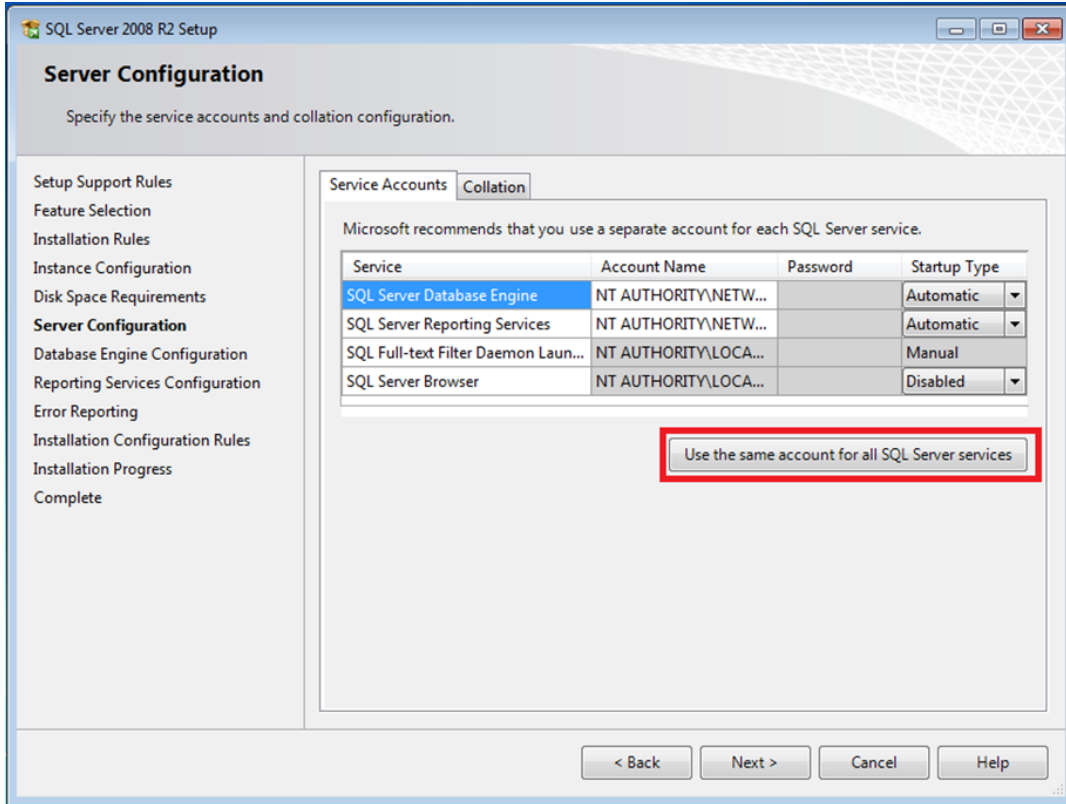 SQL Server 2008 R2 Setup
Server Configuration
Specify the service accounts and collation configuration.
Setup Support Rules
Feature Selection
Installation Rules
Instance Configuration
Disk Space Requirements
Server Configuration
Database Engine Configuration
Reporting Services Configuration
Error Reporting
Installation Configuration Rules
Installation Progress
Complete
Service Accounts Collation
Microsoft recommends that you use a separate account for each SQL Server service.
Service Account Name Password Startup Type
SQL Server Database Engine NT AUTHORITY\NETW... Automatic
SQL Server Reporting Services NT AUTHORITY\NETW... Automatic
SQL Full-text Filter Daemon Laun... NT AUTHORITY\LOCA... Manual
SQL Server Browser NT AUTHORITY\LOCA... Disabled
Use the same account for all SQL Server services
< Back Next > Cancel Help